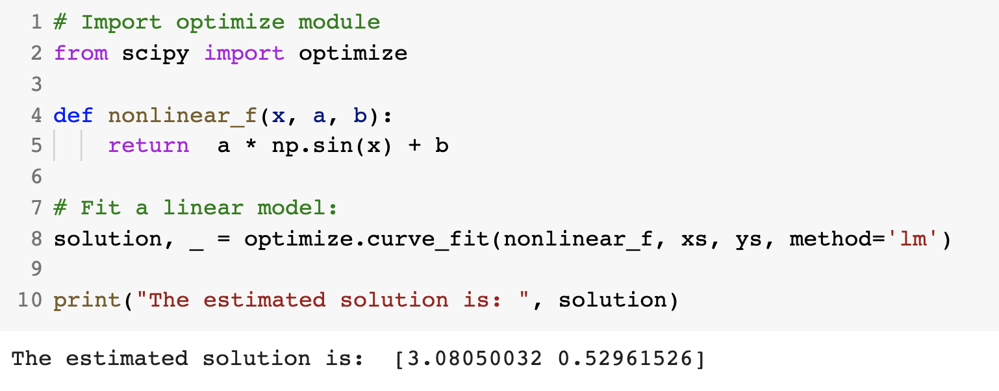 1 # Import optimize module
2 from scipy import optimize
3
4 def nonlinear_f(x, a, b):
5     return  a * np.sin(x) + b
6
7 # Fit a linear model:
8 solution, _ = optimize.curve_fit(nonlinear_f, xs, ys, method='lm')
9
10 print("The estimated solution is: ", solution)
The estimated solution is:  [3.08050032 0.52961526]